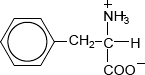 +
NH₃
CH₂–C–H
COO⁻